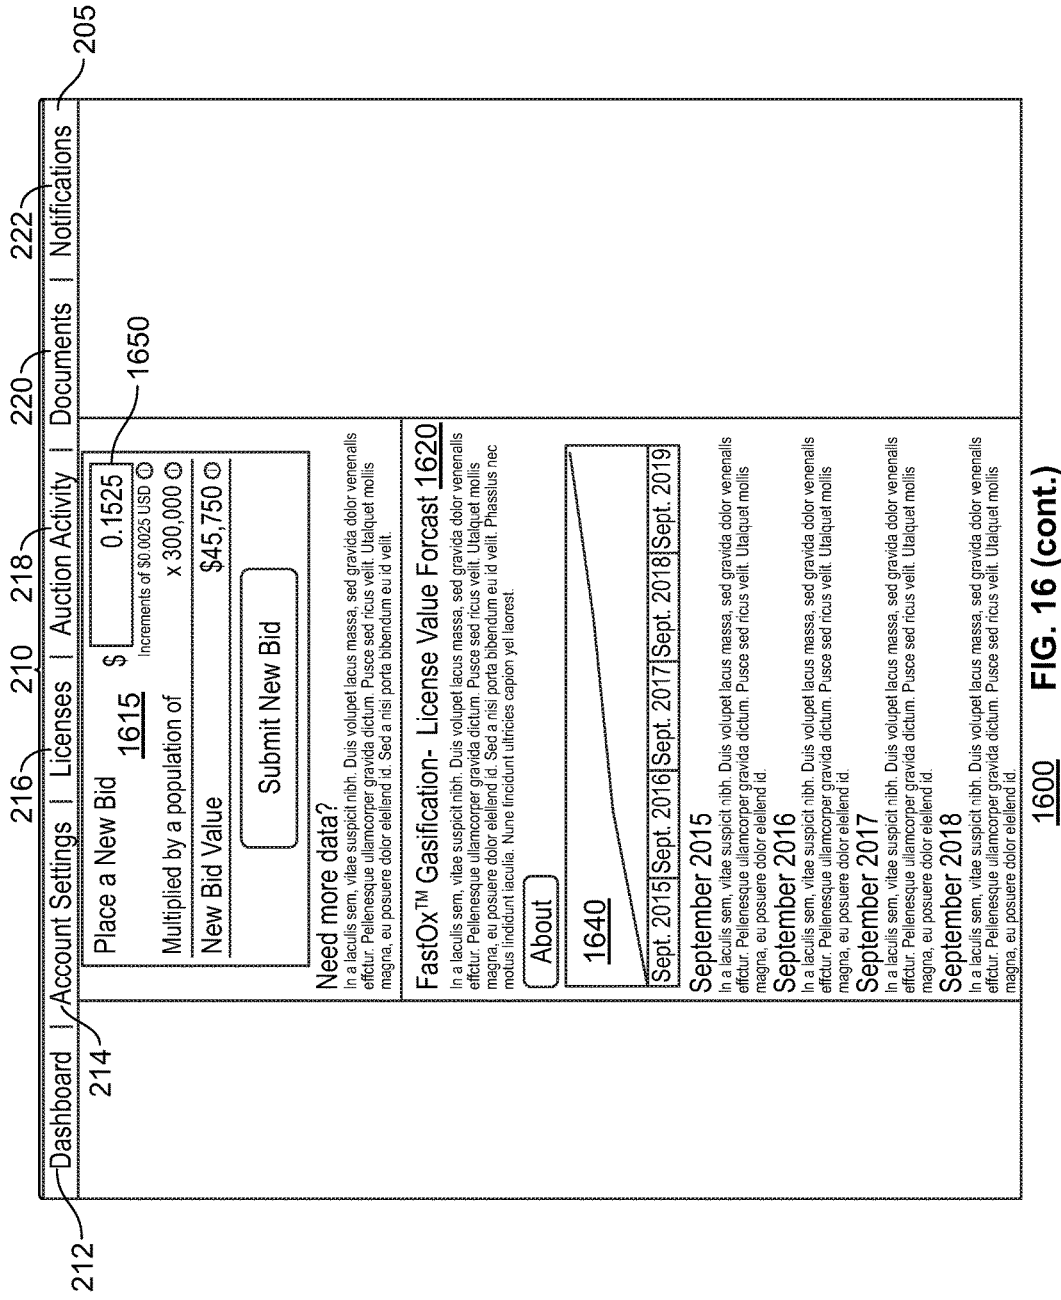 205
222
220
210
218
216
214
212
Dashboard | Account Settings | Licenses | Auction Activity | Documents | Notifications
Place a New Bid $ 0.1525
1650
1615
Increments of $0.0025 USD ⓘ
Multiplied by a population of x 300,000 ⓘ
New Bid Value $45,750 ⓘ
Submit New Bid
Need more data?
In a laculis sem, vitae suspicit nibh. Duis volupet lacus massa, sed gravida dolor venenalls
effctur. Pellenesque ullamcorper gravida dictum. Pusce sed ricus velit. Utalquet mollis
magna, eu posuere dolor elellend id. Sed a nisi porta bibendum eu id velit.
FastOx™ Gasification- License Value Forcast 1620
In a laculis sem, vitae suspicit nibh. Duis volupet lacus massa, sed gravida dolor venenalls
effctur. Pellenesque ullamcorper gravida dictum. Pusce sed ricus velit. Utalquet mollis
magna, eu posuere dolor elellend id. Sed a nisi porta bibendum eu id velit. Phasslus nec
motus lindidunt iaculia. Nune fincidunt ultricies capion yel laorest.
About
1640
Sept. 2015 Sept. 2016 Sept. 2017 Sept. 2018 Sept. 2019
September 2015
In a laculis sem, vitae suspicit nibh. Duis volupet lacus massa, sed gravida dolor venenalls
effctur. Pellenesque ullamcorper gravida dictum. Pusce sed ricus velit. Utalquet mollis
magna, eu posuere dolor elellend id.
September 2016
In a laculis sem, vitae suspicit nibh. Duis volupet lacus massa, sed gravida dolor venenalls
effctur. Pellenesque ullamcorper gravida dictum. Pusce sed ricus velit. Utalquet mollis
magna, eu posuere dolor elellend id.
September 2017
In a laculis sem, vitae suspicit nibh. Duis volupet lacus massa, sed gravida dolor venenalls
effctur. Pellenesque ullamcorper gravida dictum. Pusce sed ricus velit. Utalquet mollis
magna, eu posuere dolor elellend id.
September 2018
In a laculis sem, vitae suspicit nibh. Duis volupet lacus massa, sed gravida dolor venenalls
effctur. Pellenesque ullamcorper gravida dictum. Pusce sed ricus velit. Utalquet mollis
magna, eu posuere dolor elellend id.
1600 FIG. 16 (cont.)